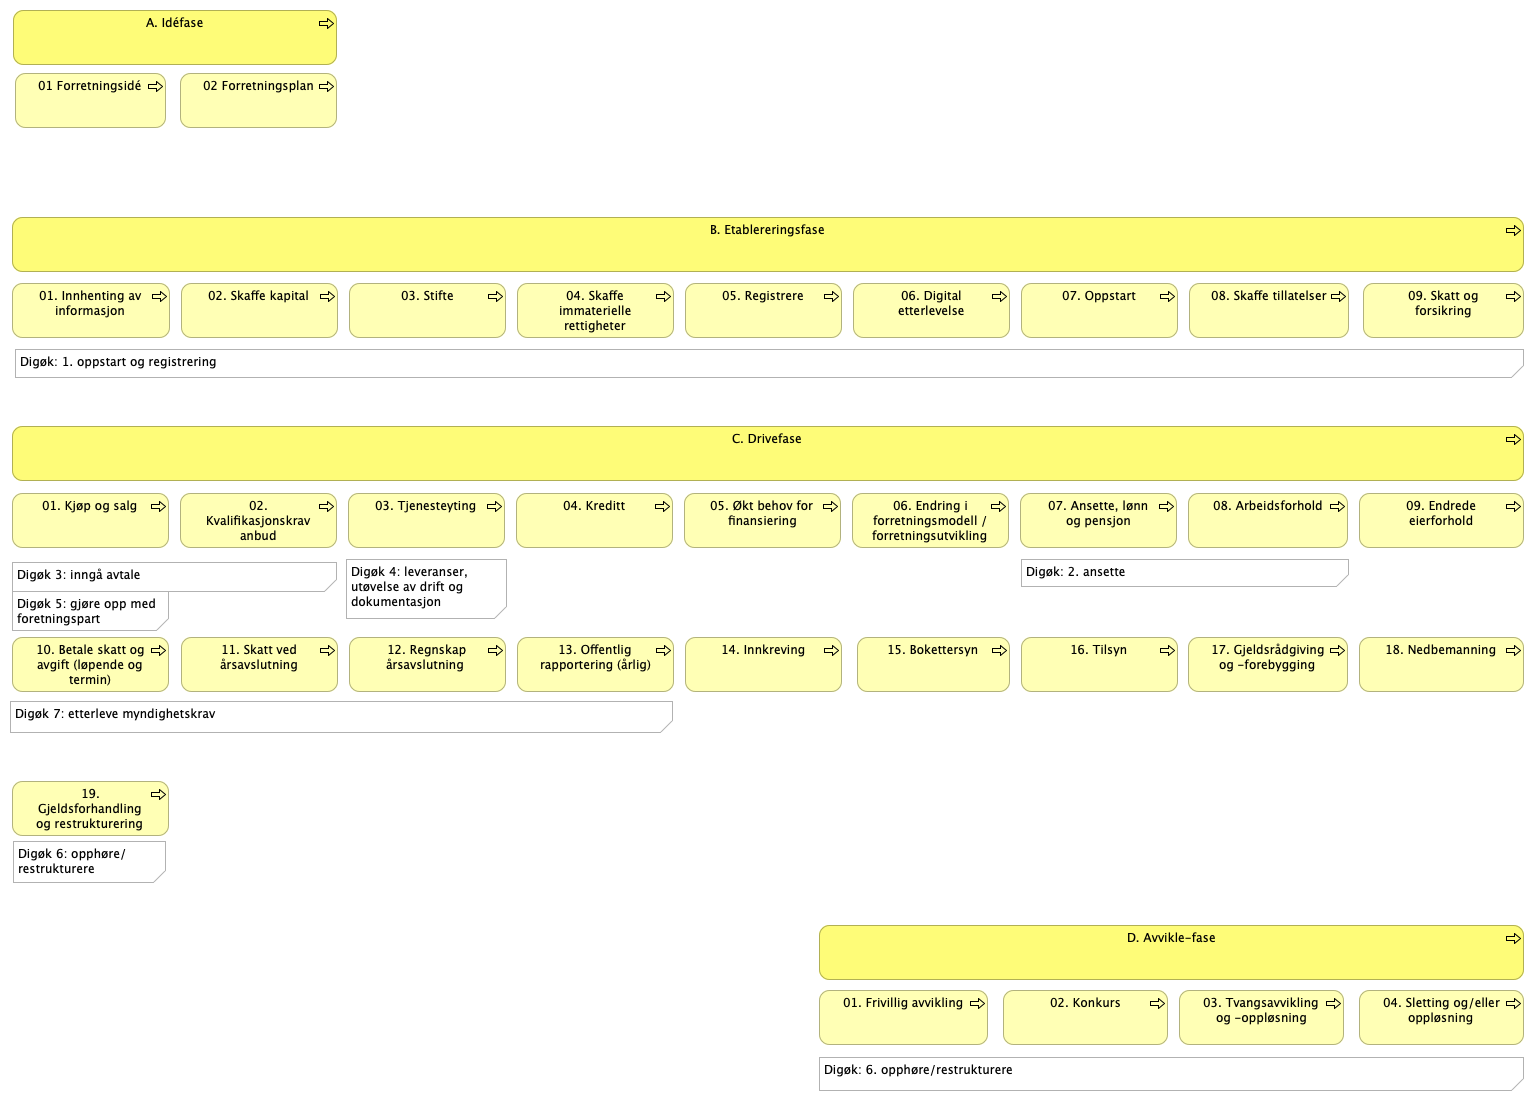 A. Idéfase
01 Forretningsidé
02 Forretningsplan
B. Etablereringsfase
01. Innhenting av
informasjon
02. Skaffe kapital
03. Stifte
04. Skaffe
immaterielle
rettigheter
05. Registrere
06. Digital
etterlevelse
07. Oppstart
08. Skaffe tillatelser
09. Skatt og
forsikring
Digøk: 1. oppstart og registrering
C. Drivefase
01. Kjøp og salg
02.
Kvalifikasjonskrav
anbud
03. Tjenesteyting
04. Kreditt
05. Økt behov for
finansiering
06. Endring i
forretningsmodell /
forretningsutvikling
07. Ansette, lønn
og pensjon
08. Arbeidsforhold
09. Endrede
eierforhold
Digøk 3: inngå avtale
Digøk 5: gjøre opp med
foretningspart
Digøk 4: leveranser,
utøvelse av drift og
dokumentasjon
Digøk: 2. ansette
10. Betale skatt og
avgift (løpende og
termin)
11. Skatt ved
årsavslutning
12. Regnskap
årsavslutning
13. Offentlig
rapportering (årlig)
14. Innkreving
15. Bokettersyn
16. Tilsyn
17. Gjeldsrådgiving
og -forebygging
18. Nedbemanning
Digøk 7: etterleve myndighetskrav
19.
Gjeldsforhandling
og restrukturering
Digøk 6: opphøre/
restrukturere
D. Avvikle-fase
01. Frivillig avvikling
02. Konkurs
03. Tvangsavvikling
og -oppløsning
04. Sletting og/eller
oppløsning
Digøk: 6. opphøre/restrukturere